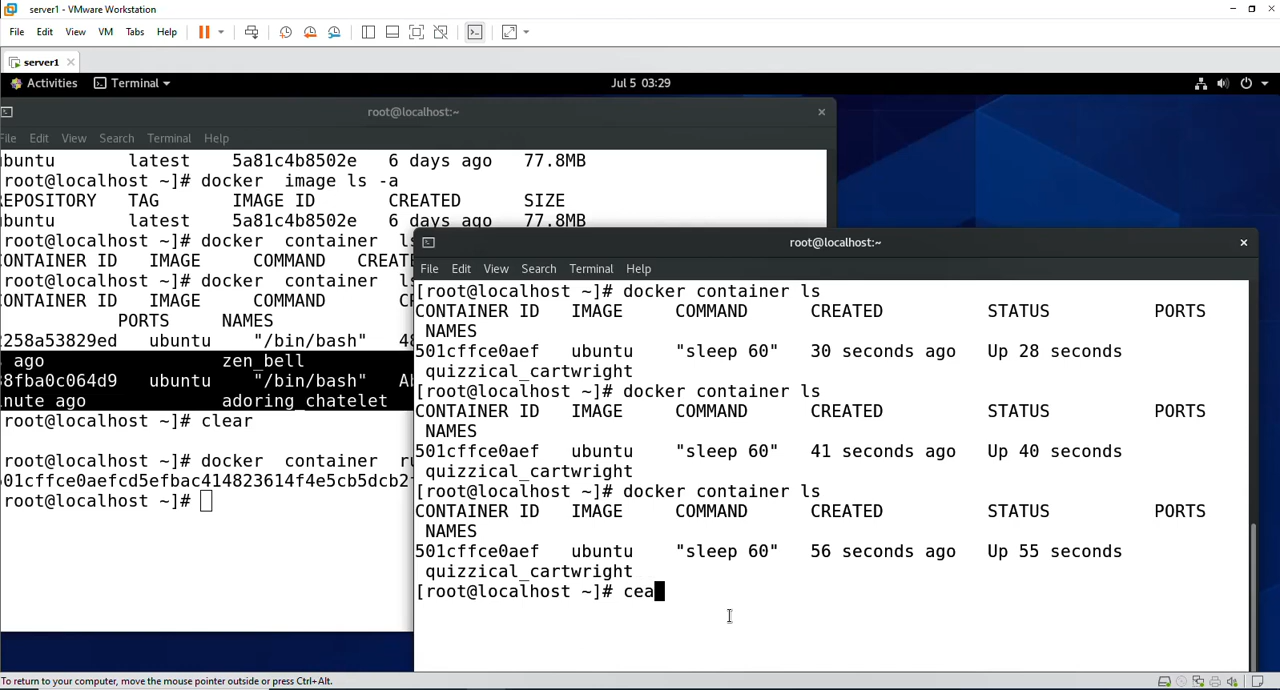 server1 - VMware Workstation
File Edit View VM Tabs Help
server1
Activities Terminal Jul 5 03:29
root@localhost:~
File Edit View Search Terminal Help
ubuntu latest 5a81c4b8502e 6 days ago 77.8MB
root@localhost ~]# docker image ls -a
REPOSITORY TAG IMAGE ID CREATED SIZE
ubuntu latest 5a81c4b8502e 6 days ago 77.8MB
root@localhost ~]# docker container ls
CONTAINER ID IMAGE COMMAND CREATE
root@localhost ~]# docker container ls
CONTAINER ID IMAGE COMMAND
PORTS NAMES
2258a53829ed ubuntu "/bin/bash" 48
ago zen_bell
38fba0c064d9 ubuntu "/bin/bash" Ab
nute ago adoring_chatelet
root@localhost ~]# clear
root@localhost ~]# docker container ru
501cffce0aefcd5efbac414823614f4e5cb5dcb2
root@localhost ~]#
root@localhost:~
File Edit View Search Terminal Help
[root@localhost ~]# docker container ls
CONTAINER ID IMAGE COMMAND CREATED STATUS PORTS
NAMES
501cffce0aef ubuntu "sleep 60" 30 seconds ago Up 28 seconds
quizzical_cartwright
[root@localhost ~]# docker container ls
CONTAINER ID IMAGE COMMAND CREATED STATUS PORTS
NAMES
501cffce0aef ubuntu "sleep 60" 41 seconds ago Up 40 seconds
quizzical_cartwright
[root@localhost ~]# docker container ls
CONTAINER ID IMAGE COMMAND CREATED STATUS PORTS
NAMES
501cffce0aef ubuntu "sleep 60" 56 seconds ago Up 55 seconds
quizzical_cartwright
[root@localhost ~]# cea
To return to your computer, move the mouse pointer outside or press Ctrl+Alt.